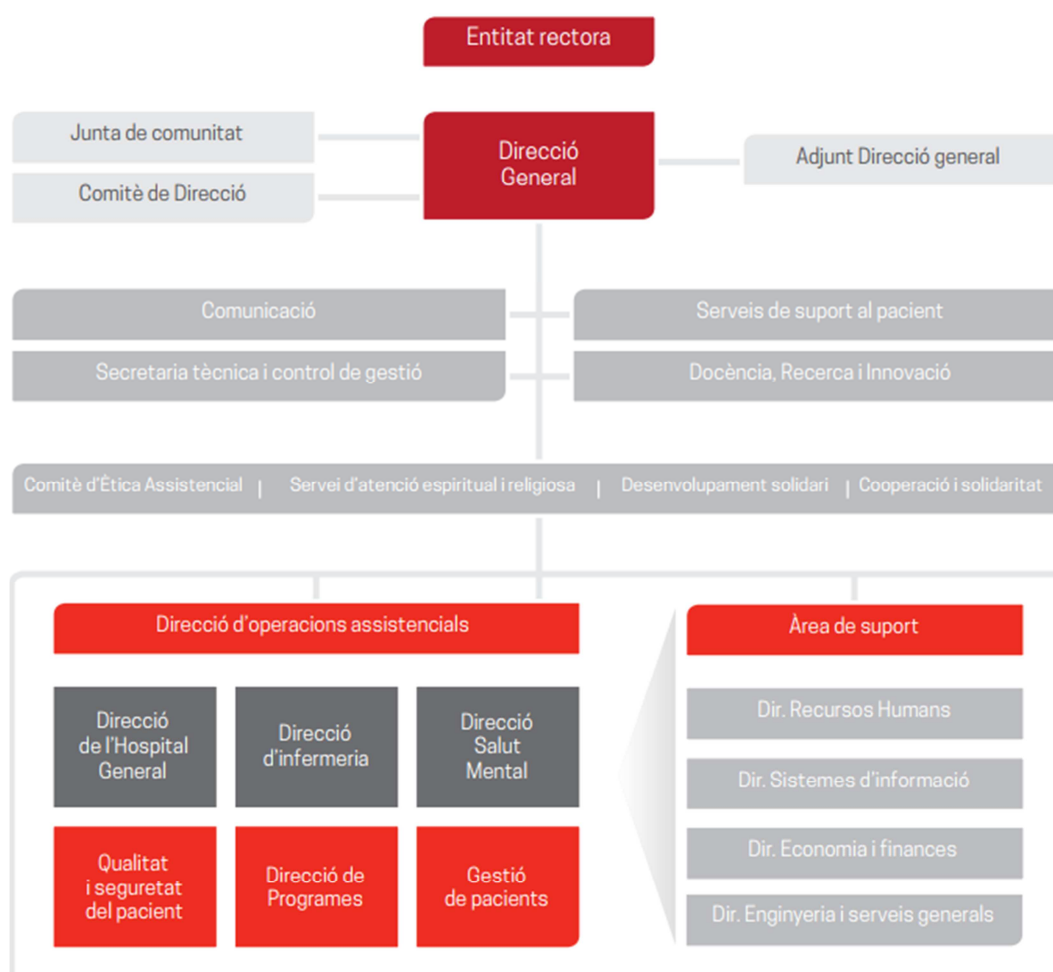 Entitat rectora
Junta de comunitat
Comitè de Direcció
Direcció
General
Adjunt Direcció general
Comunicació
Serveis de suport al pacient
Secretaria tècnica i control de gestió
Docència, Recerca i Innovació
Comitè d'Ètica Assistencial | Servei d'atenció espiritual i religiosa | Desenvolupament solidari | Cooperació i solidaritat
Direcció d'operacions assistencials
Direcció
de l'Hospital
General
Direcció
d'infermeria
Direcció
Salut
Mental
Qualitat
i seguretat
del pacient
Direcció de
Programes
Gestió
de pacients
Àrea de suport
Dir. Recursos Humans
Dir. Sistemes d'informació
Dir. Economia i finances
Dir. Enginyeria i serveis generals